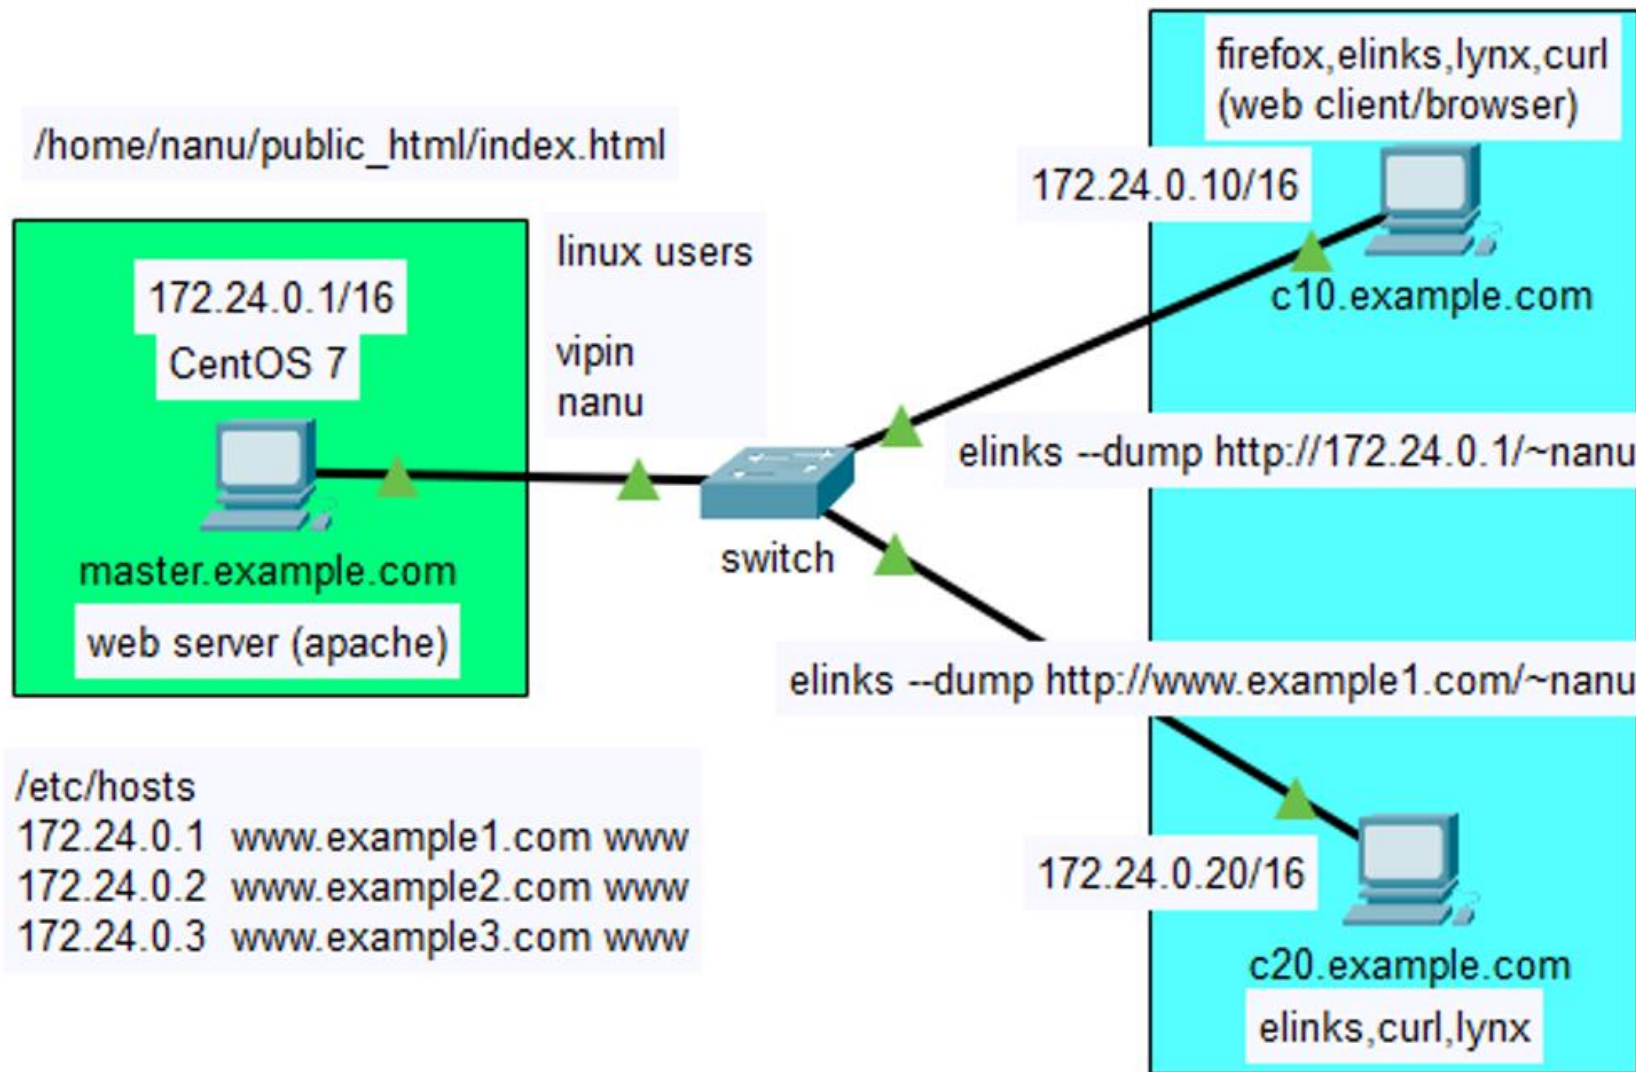 /home/nanu/public_html/index.html
172.24.0.1/16
CentOS 7
master.example.com
web server (apache)
linux users
vipin
nanu
switch
firefox,elinks,lynx,curl
(web client/browser)
172.24.0.10/16
c10.example.com
elinks --dump http://172.24.0.1/~nanu
elinks --dump http://www.example1.com/~nanu
/etc/hosts
172.24.0.1 www.example1.com www
172.24.0.2 www.example2.com www
172.24.0.3 www.example3.com www
172.24.0.20/16
c20.example.com
elinks,curl,lynx